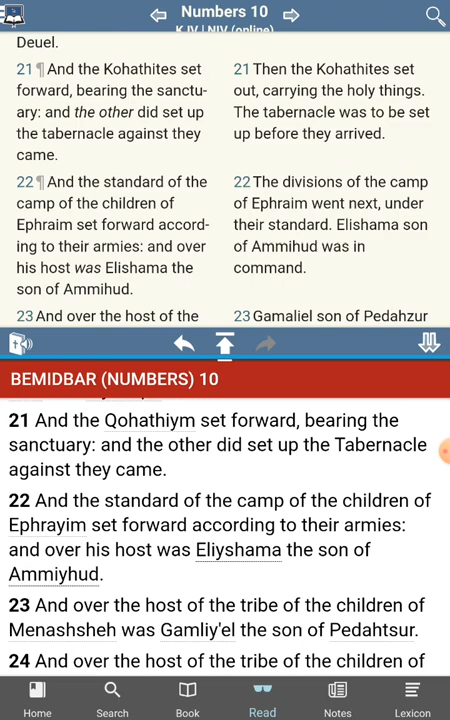 Numbers 10
KJV | NIV (online)
Deuel.
21 ¶ And the Kohathites set
forward, bearing the sanctu-
ary: and the other did set up
the tabernacle against they
came.
22 ¶ And the standard of the
camp of the children of
Ephraim set forward accord-
ing to their armies: and over
his host was Elishama the
son of Ammihud.
23 And over the host of the
21 Then the Kohathites set
out, carrying the holy things.
The tabernacle was to be set
up before they arrived.
22 The divisions of the camp
of Ephraim went next, under
their standard. Elishama son
of Ammihud was in
command.
23 Gamaliel son of Pedahzur
BEMIDBAR (NUMBERS) 10
21 And the Qohathiym set forward, bearing the
sanctuary: and the other did set up the Tabernacle
against they came.
22 And the standard of the camp of the children of
Ephrayim set forward according to their armies:
and over his host was Eliyshama the son of
Ammiyhud.
23 And over the host of the tribe of the children of
Menashsheh was Gamliy'el the son of Pedahtsur.
24 And over the host of the tribe of the children of
Home
Search
Book
Read
Notes
Lexicon